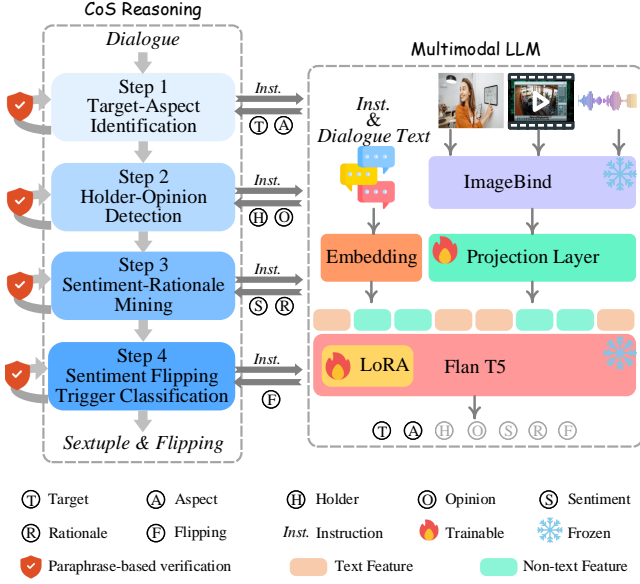 CoS Reasoning
Dialogue
Step 1
Target-Aspect
Identification
Step 2
Holder-Opinion
Detection
Step 3
Sentiment-Rationale
Mining
Step 4
Sentiment Flipping
Trigger Classification
Sextuple & Flipping
Inst.
T A
Inst.
H O
Inst.
S R
Inst.
F
Multimodal LLM
Inst.
&
Dialogue Text
ImageBind
Embedding
Projection Layer
LoRA
Flan T5
T A H O S R F
T Target
A Aspect
H Holder
O Opinion
S Sentiment
R Rationale
F Flipping
Inst. Instruction
Trainable
Frozen
Paraphrase-based verification
Text Feature
Non-text Feature